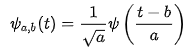 ψ_{a,b}(t) = \frac{1}{\sqrt{a}} ψ\left(\frac{t-b}{a}\right)